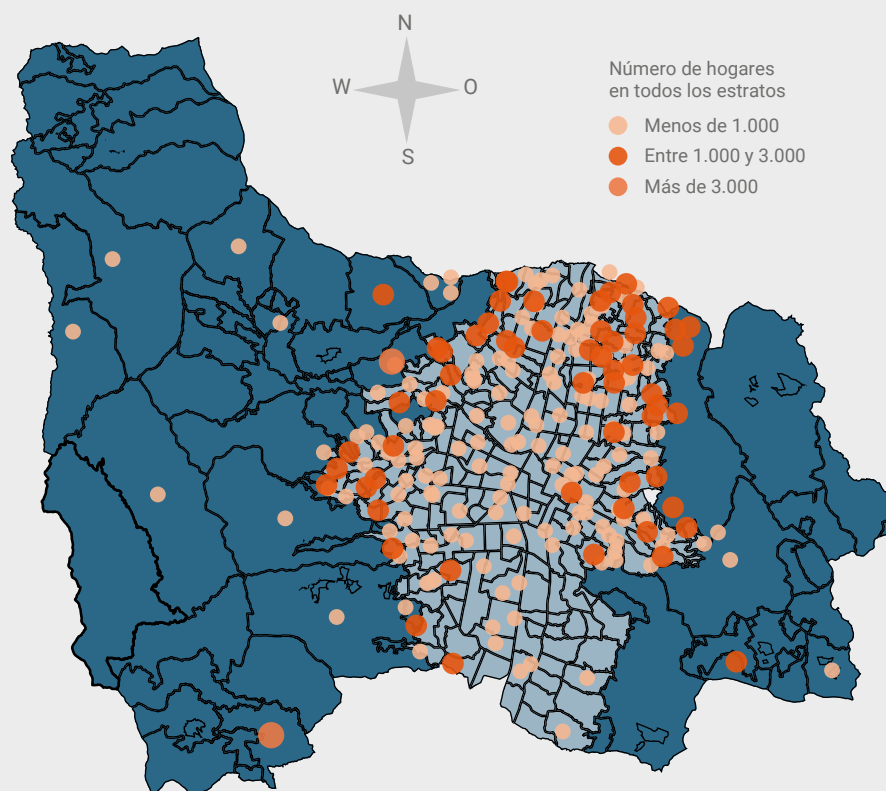 N
W
O
S
Número de hogares
en todos los estratos
Menos de 1.000
Entre 1.000 y 3.000
Más de 3.000